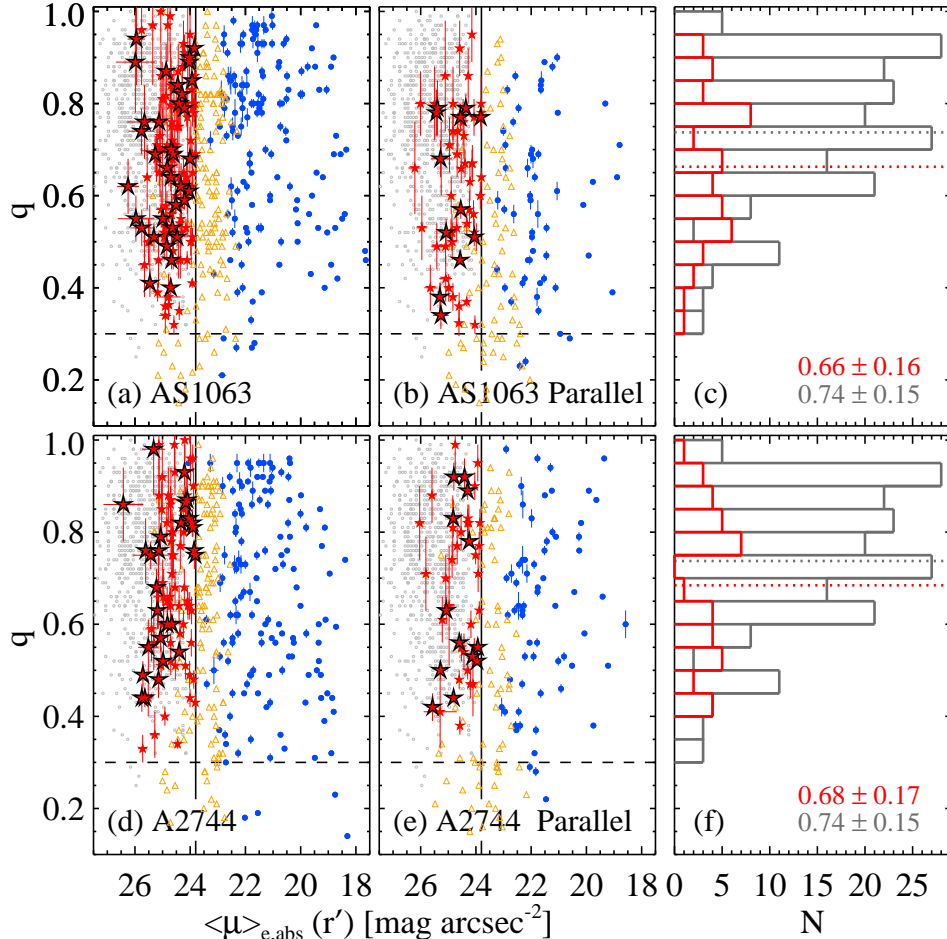 1.0
0.8
0.6
0.4
0.2
q
(a) AS1063
(b) AS1063 Parallel
(c)
0.66 ± 0.16
0.74 ± 0.15
1.0
0.8
0.6
0.4
0.2
q
(d) A2744
(e) A2744 Parallel
(f)
0.68 ± 0.17
0.74 ± 0.15
26 24 22 20 18
26 24 22 20 18
0 5 10 15 20 25
<μ>e,abs (r′) [mag arcsec-2]
N